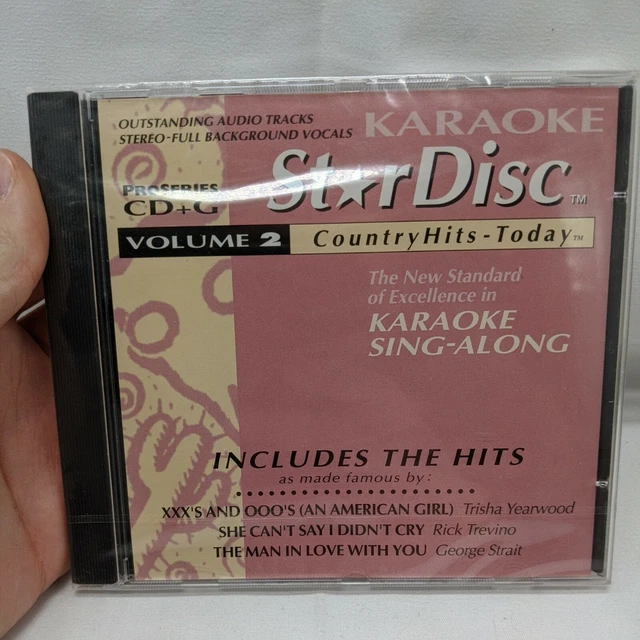 OUTSTANDING AUDIO TRACKS
STEREO-FULL BACKGROUND VOCALS
KARAOKE
St★rDisc™
PROSERIES
CD+G
VOLUME 2
CountryHits-Today™
The New Standard
of Excellence in
KARAOKE
SING-ALONG
INCLUDES THE HITS
as made famous by:
XXX'S AND OOO'S (AN AMERICAN GIRL) Trisha Yearwood
SHE CAN'T SAY I DIDN'T CRY Rick Trevino
THE MAN IN LOVE WITH YOU George Strait